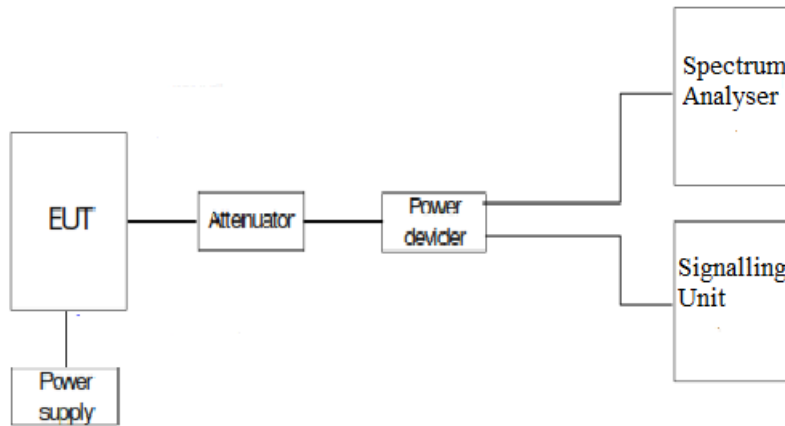 Spectrum
Analyser
EUT
Attenuator
Power
devider
Signalling
Unit
Power
supply